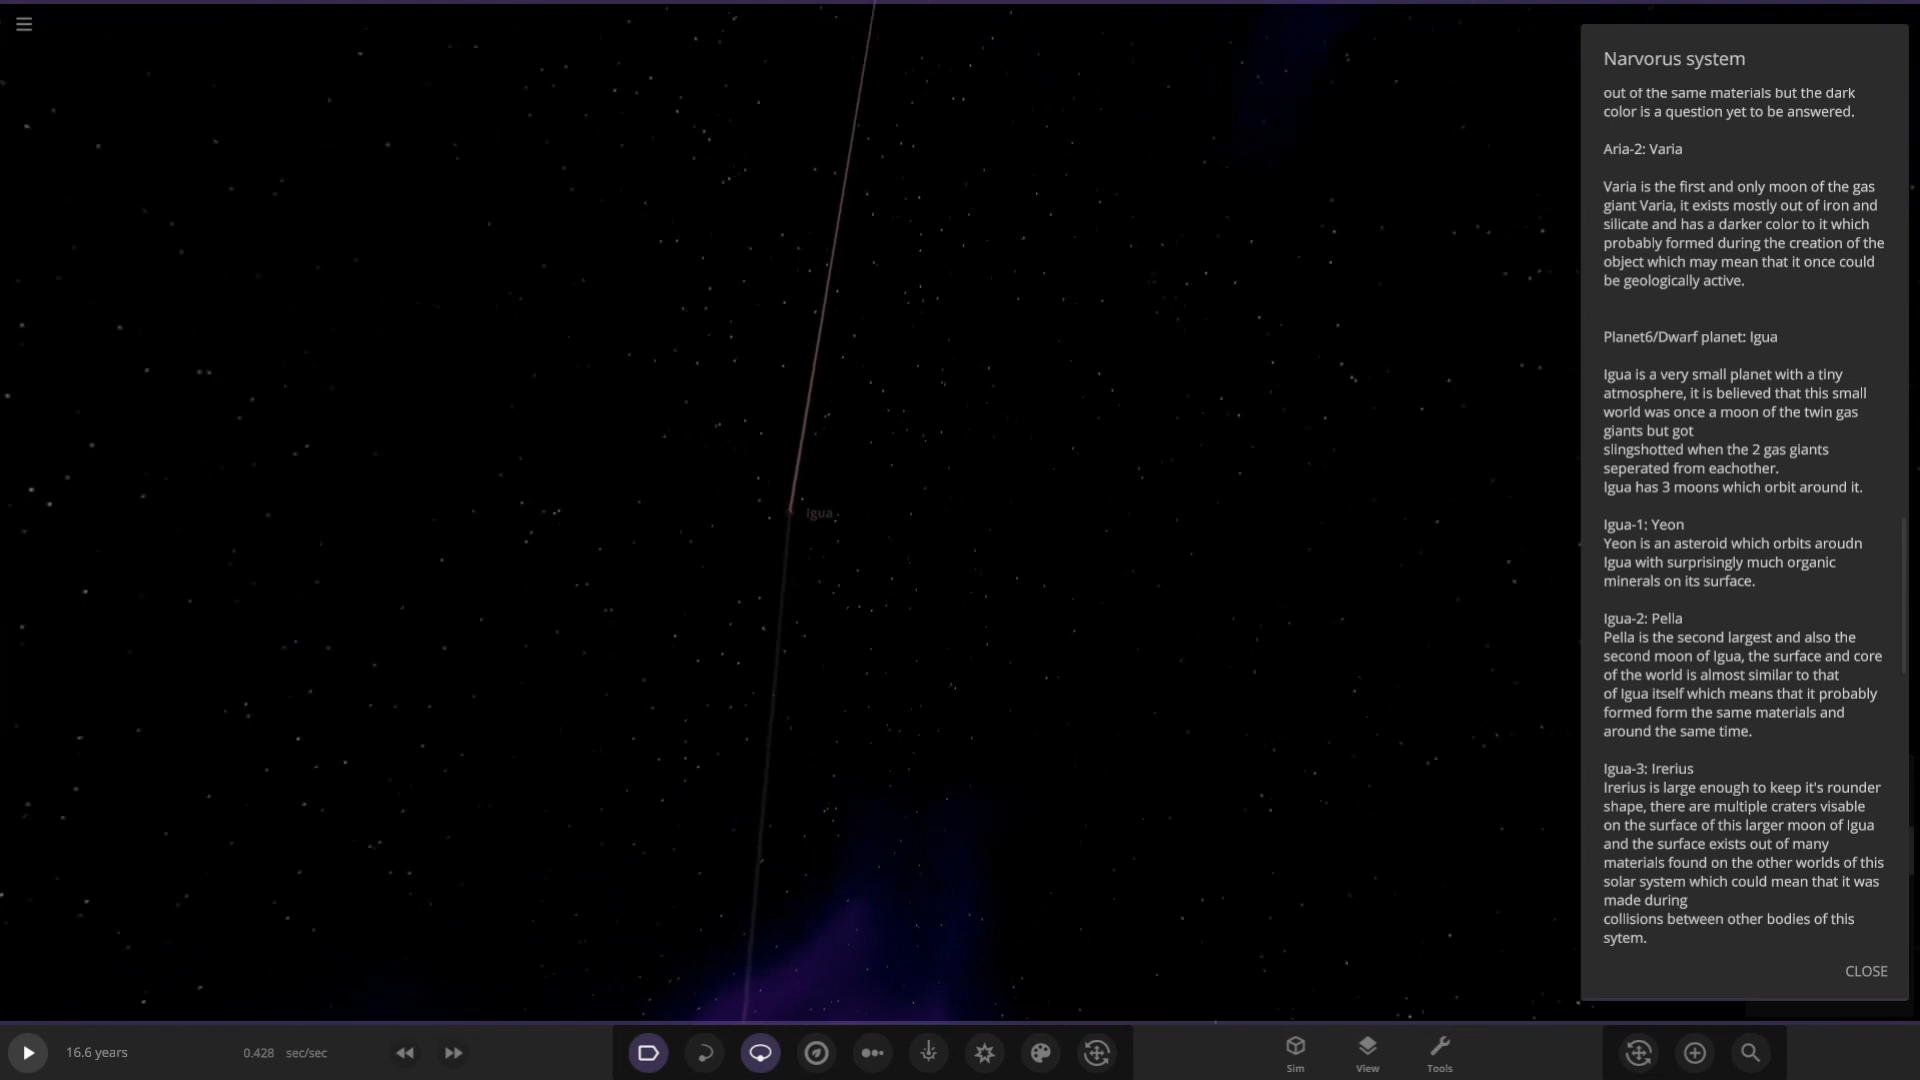 Narvorus system
out of the same materials but the dark
color is a question yet to be answered.
Aria-2: Varia
Varia is the first and only moon of the gas
giant Varia, it exists mostly out of iron and
silicate and has a darker color to it which
probably formed during the creation of the
object which may mean that it once could
be geologically active.
Planet6/Dwarf planet: Igua
Igua is a very small planet with a tiny
atmosphere, it is believed that this small
world was once a moon of the twin gas
giants but got
slingshotted when the 2 gas giants
seperated from eachother.
Igua has 3 moons which orbit around it.
Igua-1: Yeon
Yeon is an asteroid which orbits aroudn
Igua with surprisingly much organic
minerals on its surface.
Igua-2: Pella
Pella is the second largest and also the
second moon of Igua, the surface and core
of the world is almost similar to that
of Igua itself which means that it probably
formed form the same materials and
around the same time.
Igua-3: Irerius
Irerius is large enough to keep it's rounder
shape, there are multiple craters visable
on the surface of this larger moon of Igua
and the surface exists out of many
materials found on the other worlds of this
solar system which could mean that it was
made during
collisions between other bodies of this
sytem.
CLOSE
Igua
16.6 years
0.428 sec/sec
Sim
View
Tools